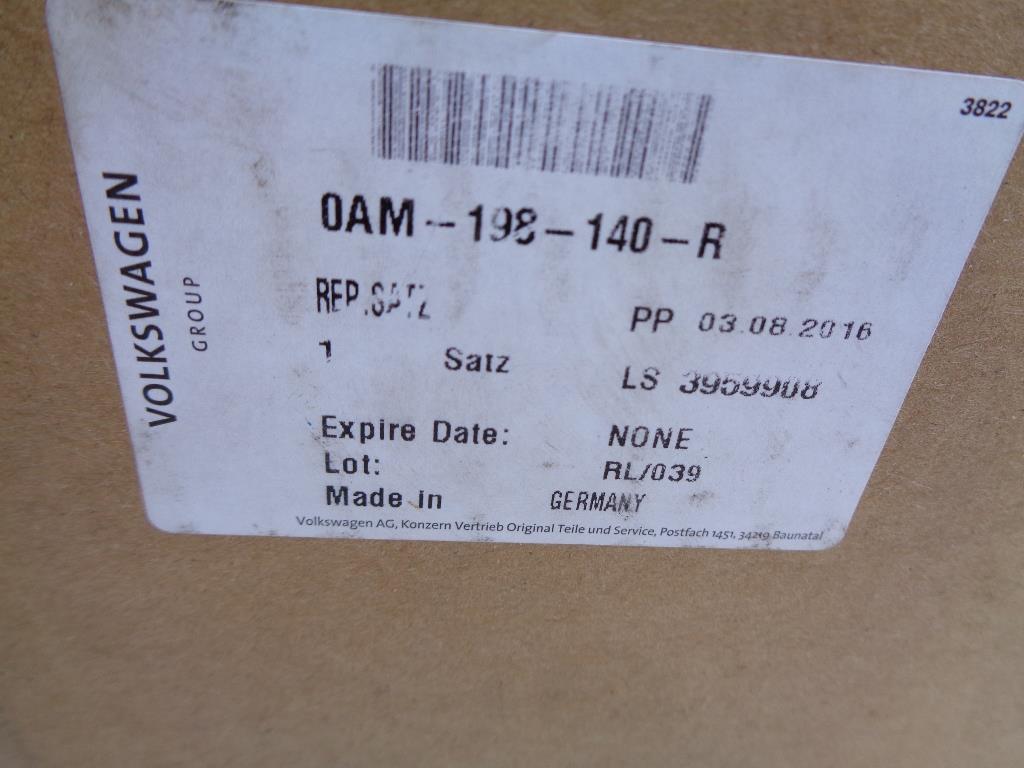 3822
VOLKSWAGEN
GROUP
0AM--198-140-R
REP.SATZ
PP 03.08.2016
1 Satz
LS 3959908
Expire Date: NONE
Lot: RL/039
Made in GERMANY
Volkswagen AG, Konzern Vertrieb Original Teile und Service, Postfach 1451, 34219 Baunatal